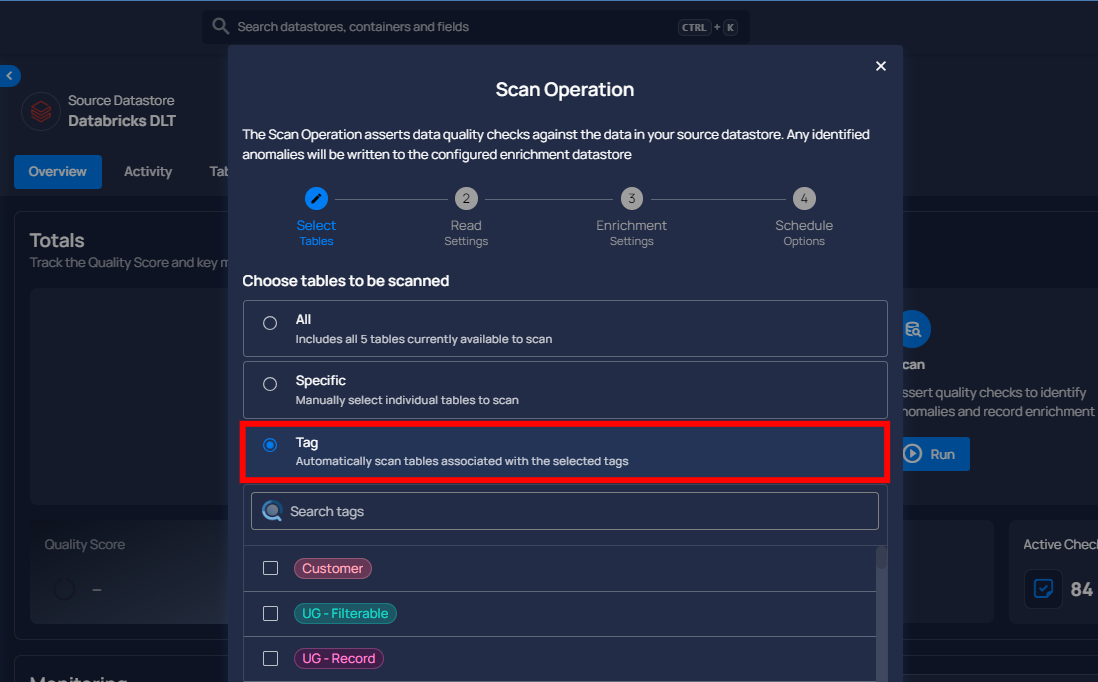 Search datastores, containers and fields
CTRL + K
Source Datastore
Databricks DLT
Overview
Activity
Totals
Track the Quality Score and key
Scan Operation
The Scan Operation asserts data quality checks against the data in your source datastore. Any identified
anomalies will be written to the configured enrichment datastore
Select
Tables
2
Read
Settings
3
Enrichment
Settings
4
Schedule
Options
Choose tables to be scanned
All
Includes all 5 tables currently available to scan
Specific
Manually select individual tables to scan
Tag
Automatically scan tables associated with the selected tags
Search tags
Customer
UG - Filterable
UG - Record
quality checks to identify
and record enrichment
Run
Quality Score
–
Active
84
Monitoring